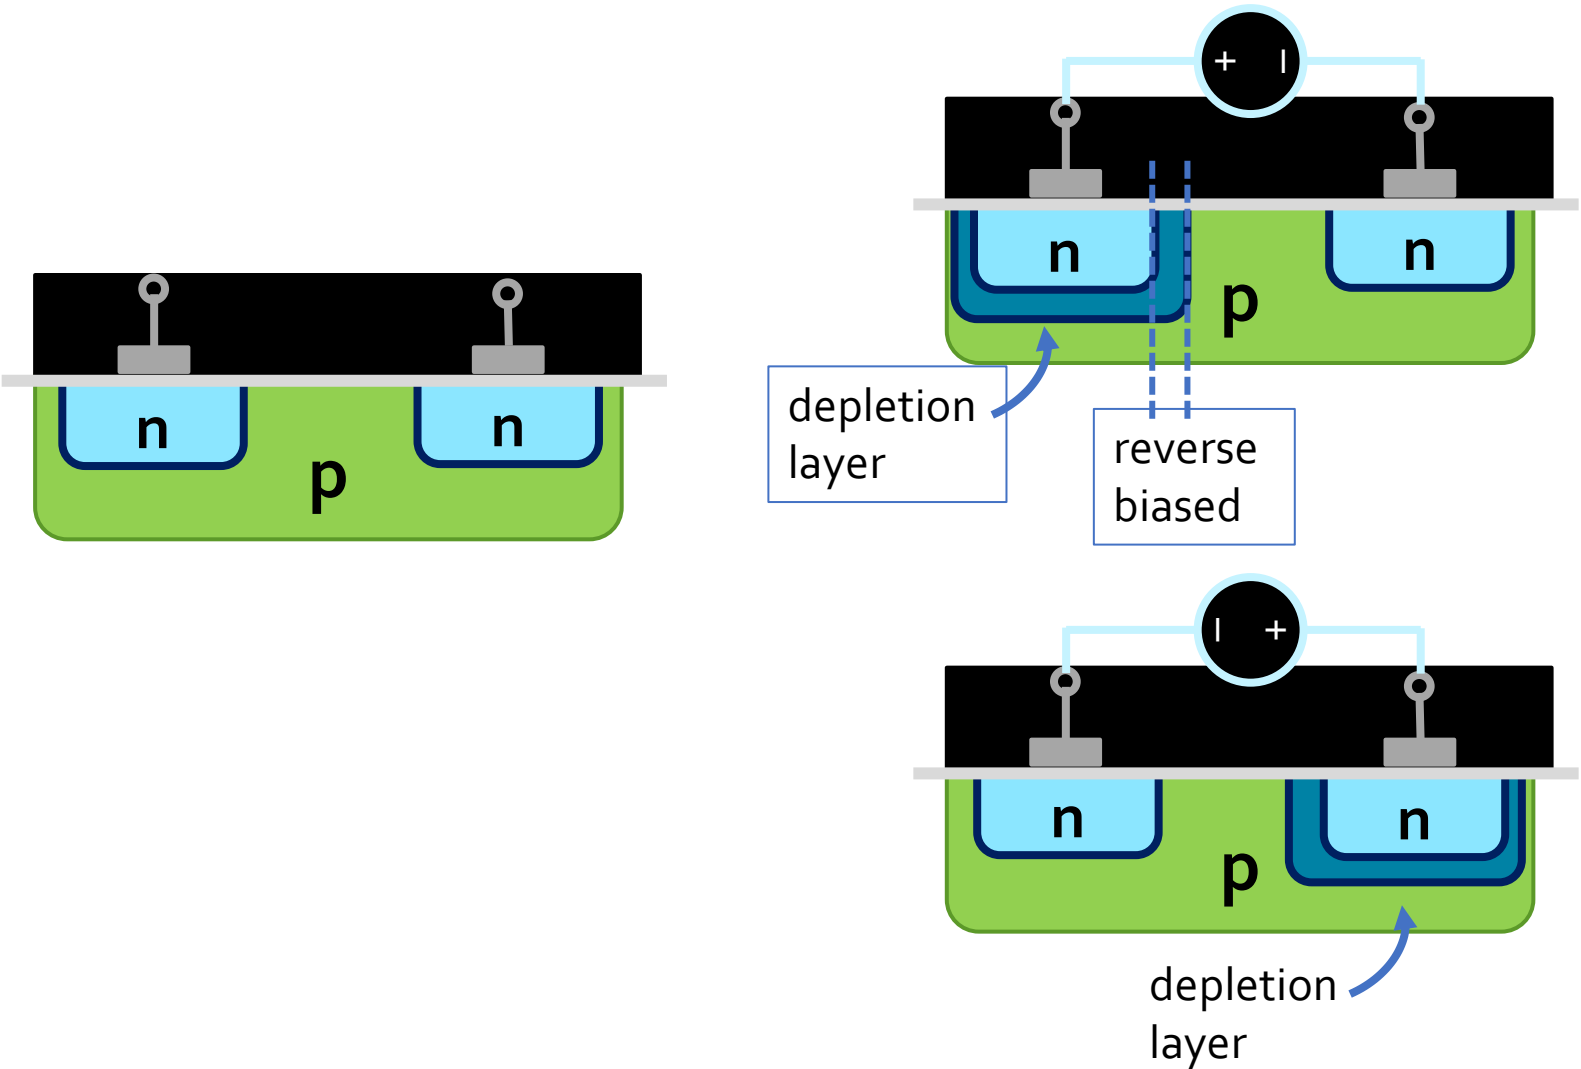 n
n
p
+ –
n
n
p
depletion
layer
reverse
biased
– +
n
n
p
depletion
layer